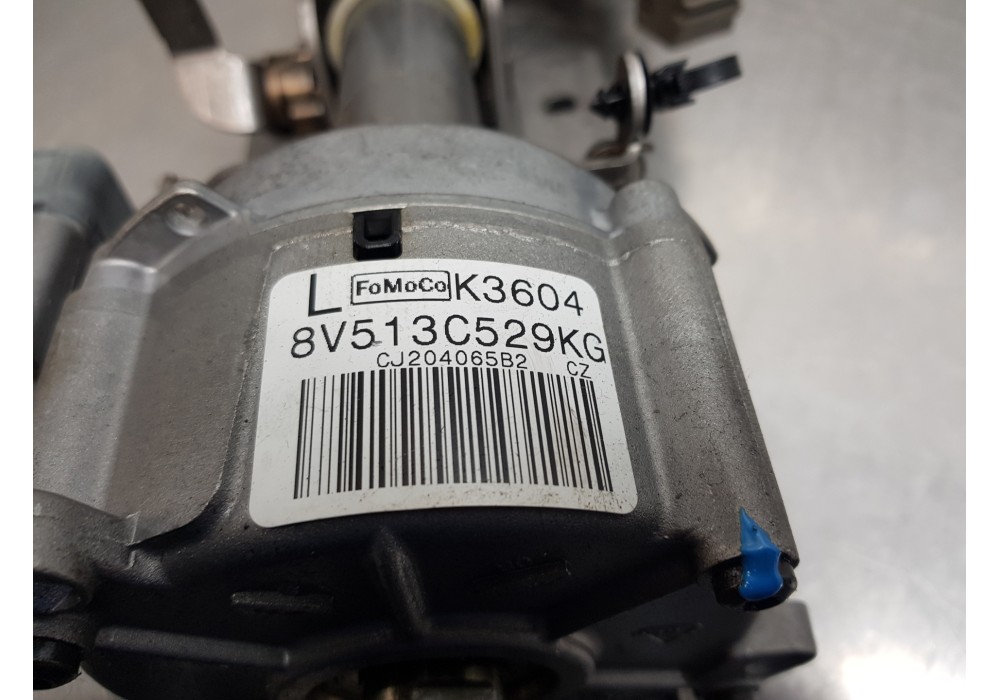 L FoMoCo K3604
8V513C529KG
CJ204065B2 CZ